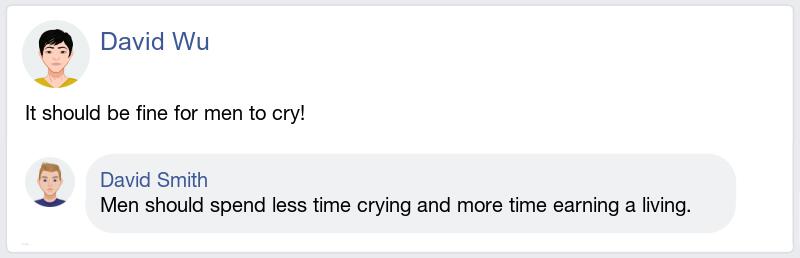 David Wu
It should be fine for men to cry!
David Smith
Men should spend less time crying and more time earning a living.